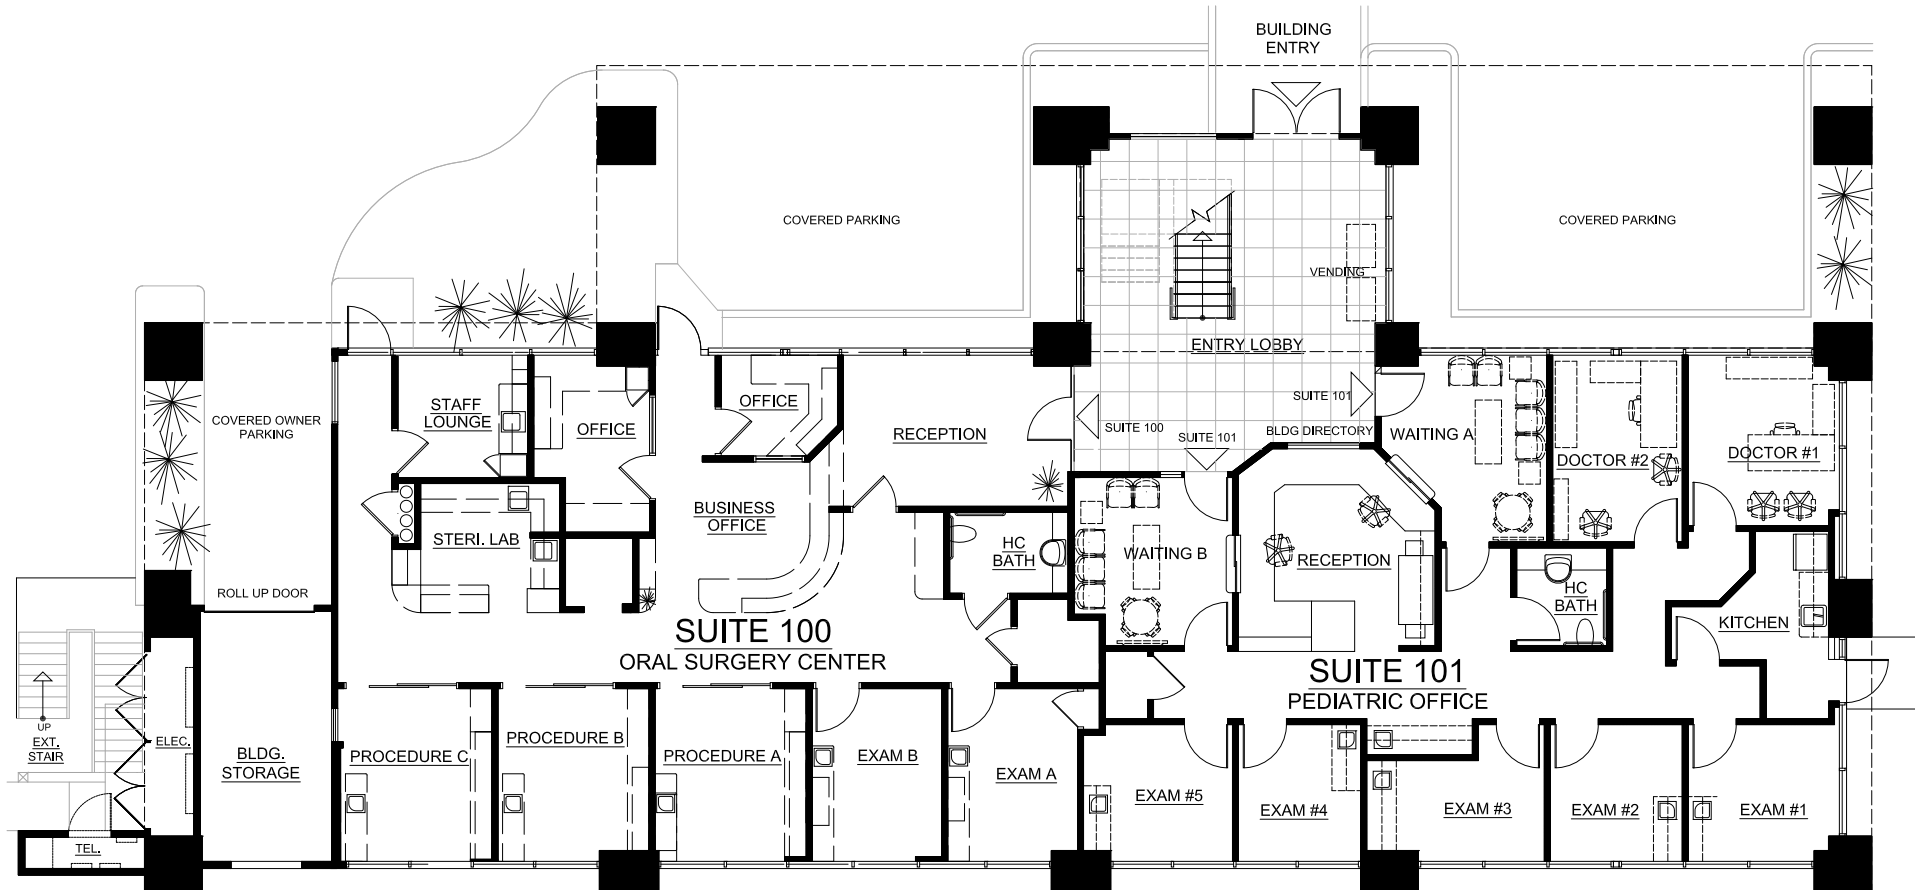 BUILDING
ENTRY
COVERED PARKING
COVERED PARKING
VENDING
ENTRY LOBBY
SUITE 101
SUITE 100
SUITE 101
BLDG DIRECTORY
STAFF
LOUNGE
OFFICE
OFFICE
RECEPTION
WAITING A
DOCTOR #2
DOCTOR #1
COVERED OWNER
PARKING
BUSINESS
OFFICE
STERI. LAB
HC
BATH
WAITING B
RECEPTION
HC
BATH
KITCHEN
ROLL UP DOOR
SUITE 100
ORAL SURGERY CENTER
SUITE 101
PEDIATRIC OFFICE
UP
EXT.
STAIR
ELEC.
BLDG.
STORAGE
PROCEDURE C
PROCEDURE B
PROCEDURE A
EXAM B
EXAM A
EXAM #5
EXAM #4
EXAM #3
EXAM #2
EXAM #1
TEL.